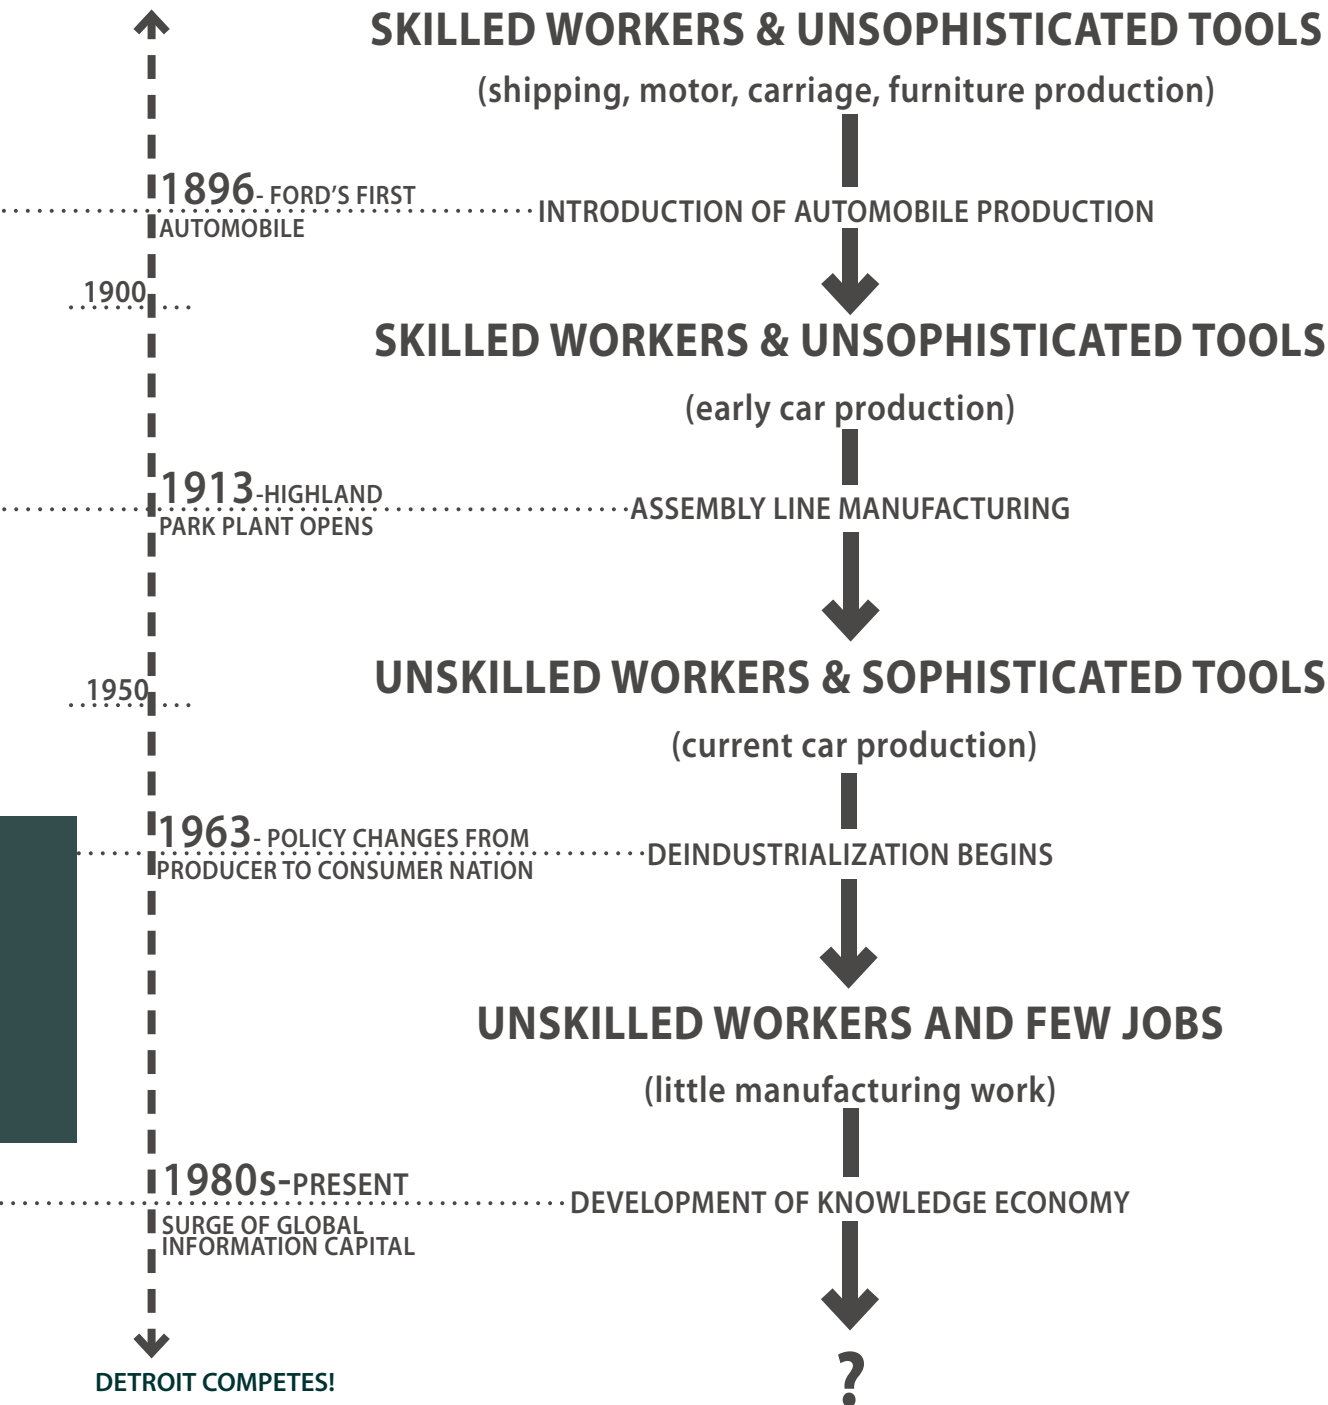 SKILLED WORKERS & UNSOPHISTICATED TOOLS
(shipping, motor, carriage, furniture production)
1896- FORD'S FIRST
AUTOMOBILE
INTRODUCTION OF AUTOMOBILE PRODUCTION
1900
SKILLED WORKERS & UNSOPHISTICATED TOOLS
(early car production)
1913-HIGHLAND
PARK PLANT OPENS
ASSEMBLY LINE MANUFACTURING
UNSKILLED WORKERS & SOPHISTICATED TOOLS
1950
(current car production)
1963- POLICY CHANGES FROM
PRODUCER TO CONSUMER NATION
DEINDUSTRIALIZATION BEGINS
UNSKILLED WORKERS AND FEW JOBS
(little manufacturing work)
1980s-PRESENT
SURGE OF GLOBAL
INFORMATION CAPITAL
DEVELOPMENT OF KNOWLEDGE ECONOMY
?
DETROIT COMPETES!